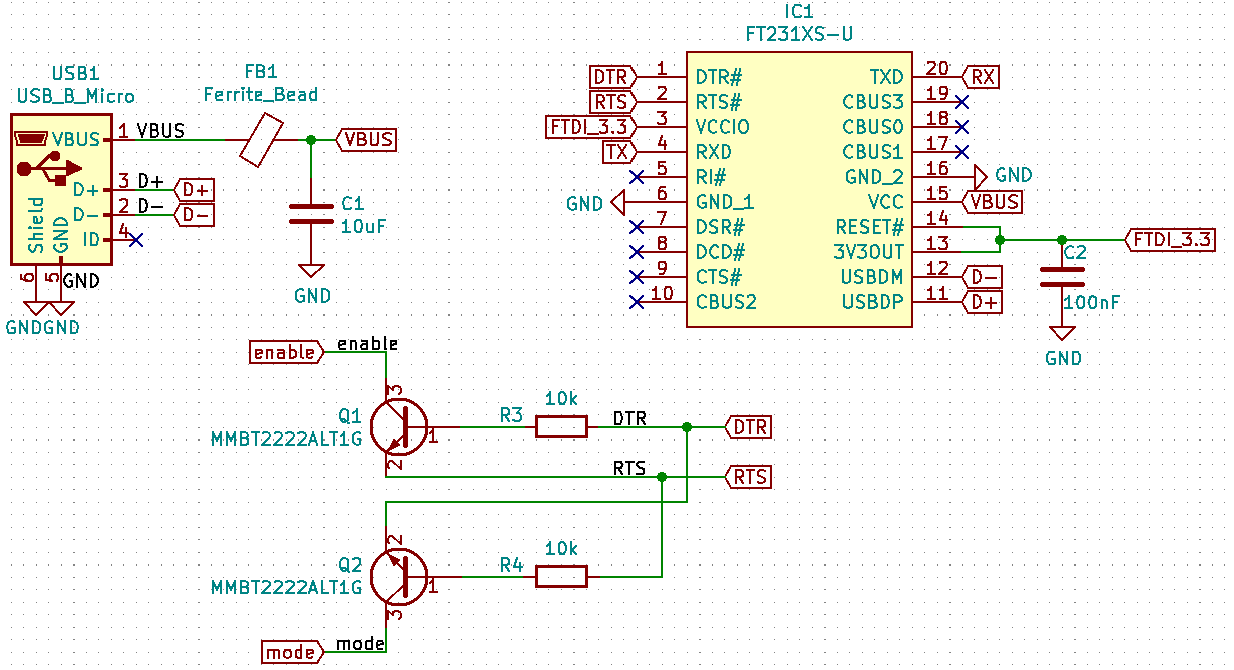 USB1
USB_B_Micro
VBUS
1
VBUS
D+
3
D+
D+
D-
2
D-
D-
ID
4
Shield
GND
6
5
GND
GND
GND
FB1
Ferrite_Bead
VBUS
C1
10uF
GND
IC1
FT231XS-U
DTR
1
DTR#
RTS
2
RTS#
FTDI_3.3
3
VCCIO
TX
4
RXD
5
RI#
GND
6
GND_1
7
DSR#
8
DCD#
9
CTS#
10
CBUS2
TXD
20
RX
CBUS3
19
CBUS0
18
CBUS1
17
GND_2
16
GND
VCC
15
VBUS
RESET#
14
3V3OUT
13
USBDM
12
D-
USBDP
11
D+
FTDI_3.3
C2
100nF
GND
enable
enable
3
Q1
MMBT2222ALT1G
1
2
R3
10k
DTR
DTR
RTS
RTS
2
Q2
MMBT2222ALT1G
1
3
R4
10k
mode
mode